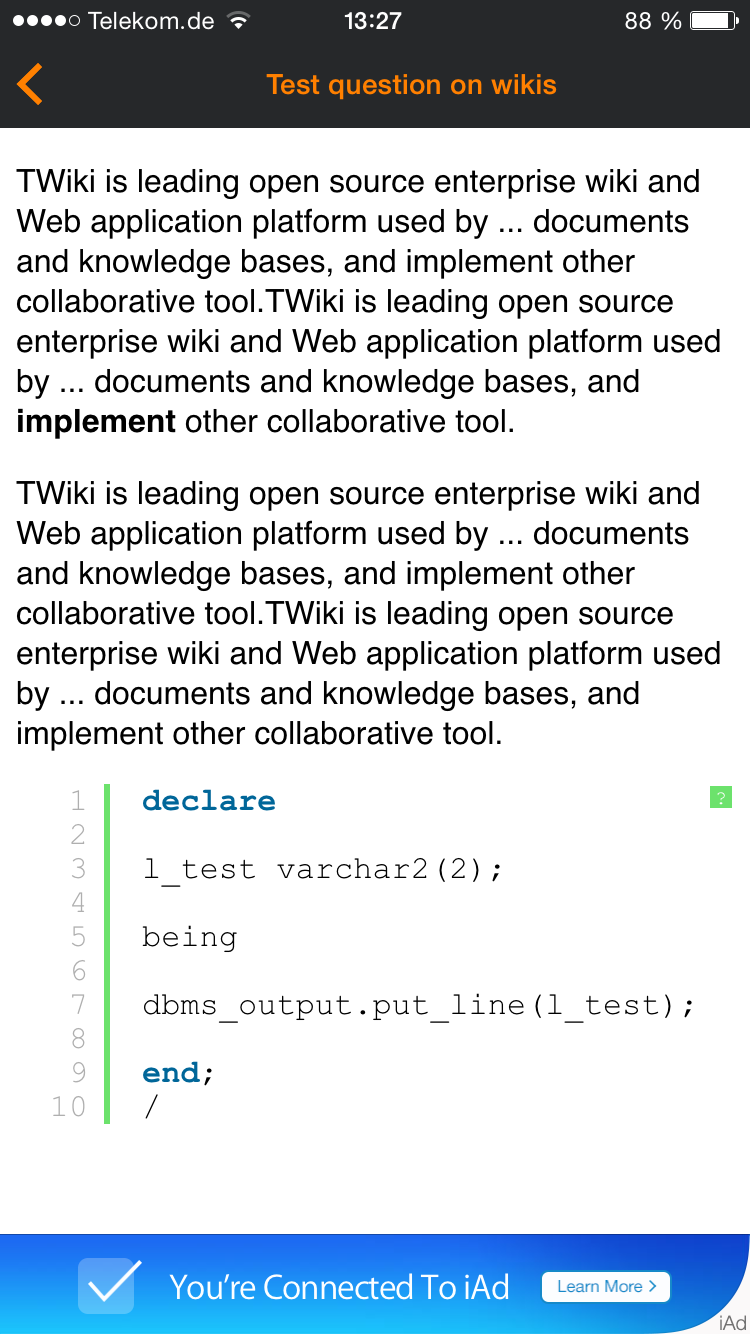 Telekom.de 13:27 88 %
Test question on wikis
TWiki is leading open source enterprise wiki and
Web application platform used by ... documents
and knowledge bases, and implement other
collaborative tool.TWiki is leading open source
enterprise wiki and Web application platform used
by ... documents and knowledge bases, and
implement other collaborative tool.
TWiki is leading open source enterprise wiki and
Web application platform used by ... documents
and knowledge bases, and implement other
collaborative tool.TWiki is leading open source
enterprise wiki and Web application platform used
by ... documents and knowledge bases, and
implement other collaborative tool.
1 declare ?
2
3 l_test varchar2(2);
4
5 being
6
7 dbms_output.put_line(l_test);
8
9 end;
10 /
You're Connected To iAd Learn More >
iAd